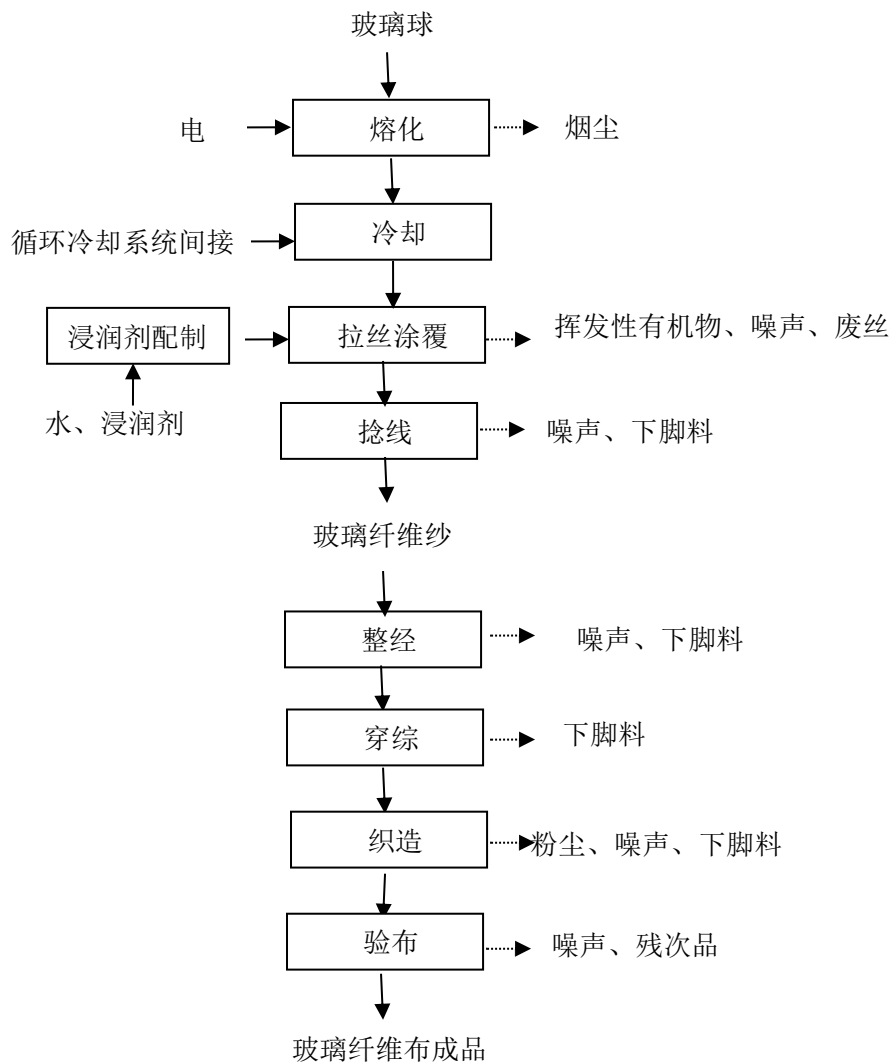 玻璃球
电
熔化
烟尘
循环冷却系统间接
冷却
浸润剂配制
拉丝涂覆
挥发性有机物、噪声、废丝
水、浸润剂
捻线
噪声、下脚料
玻璃纤维纱
整经
噪声、下脚料
穿综
下脚料
织造
粉尘、噪声、下脚料
验布
噪声、残次品
玻璃纤维布成品